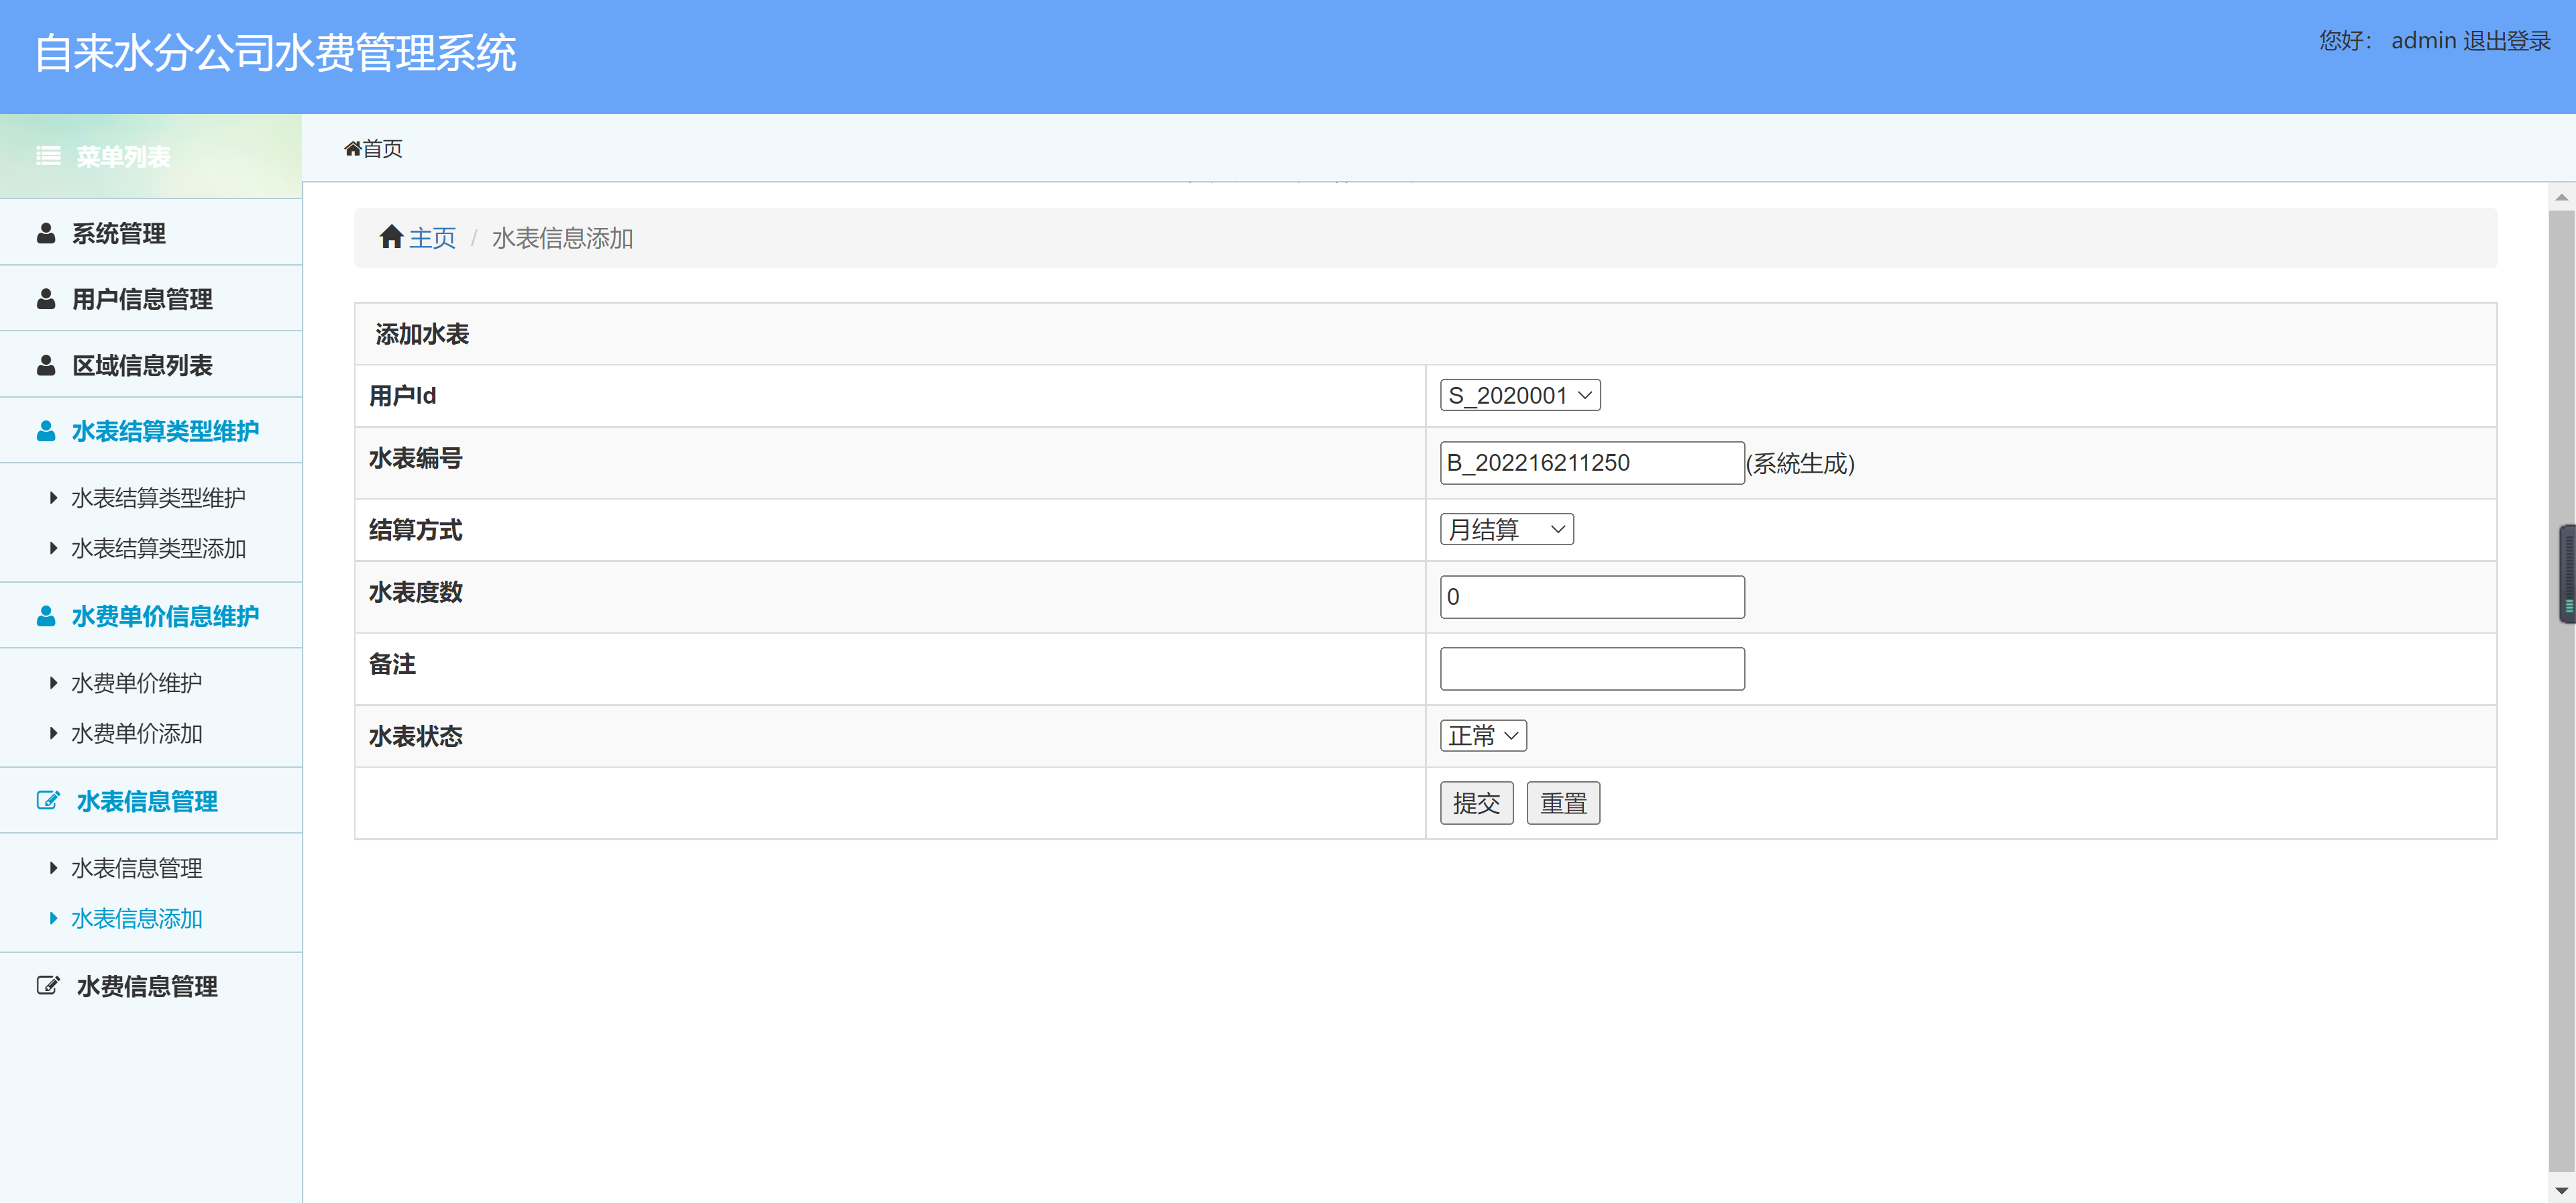 自来水分公司水费管理系统
您好： admin 退出登录
菜单列表
首页
系统管理
用户信息管理
区域信息列表
水表结算类型维护
水表结算类型维护
水表结算类型添加
水费单价信息维护
水费单价维护
水费单价添加
水表信息管理
水表信息管理
水表信息添加
水费信息管理
主页 / 水表信息添加
添加水表
用户Id S_2020001
水表编号 B_202216211250 (系统生成)
结算方式 月结算
水表度数 0
备注
水表状态 正常
提交 重置